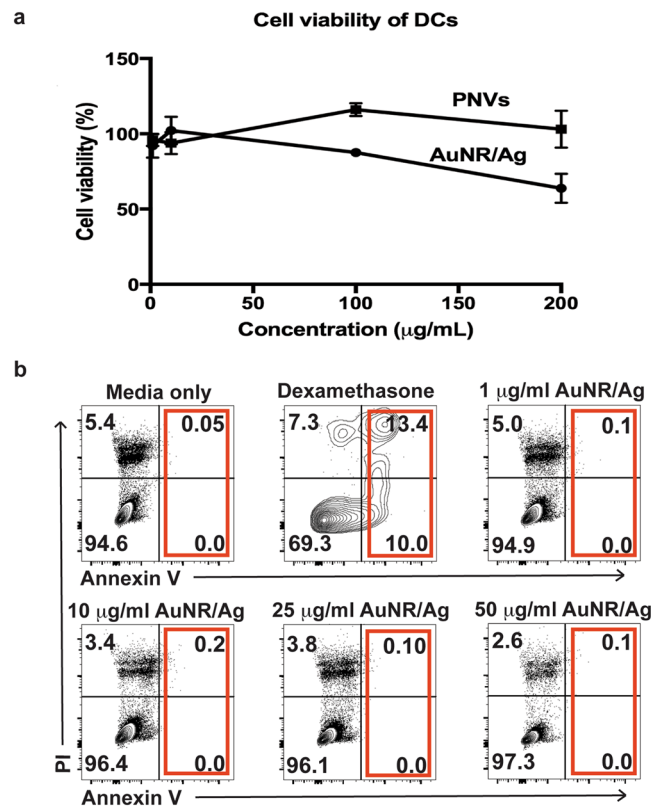 a
Cell viability of DCs
Cell viability (%)
150
100
50
0
PNVs
AuNR/Ag
0 50 100 150 200
Concentration (μg/mL)
b
Media only Dexamethasone 1 μg/ml AuNR/Ag
5.4 0.05 7.3 13.4 5.0 0.1
94.6 0.0 69.3 10.0 94.9 0.0
Annexin V
10 μg/ml AuNR/Ag 25 μg/ml AuNR/Ag 50 μg/ml AuNR/Ag
3.4 0.2 3.8 0.10 2.6 0.1
96.4 0.0 96.1 0.0 97.3 0.0
PI
Annexin V